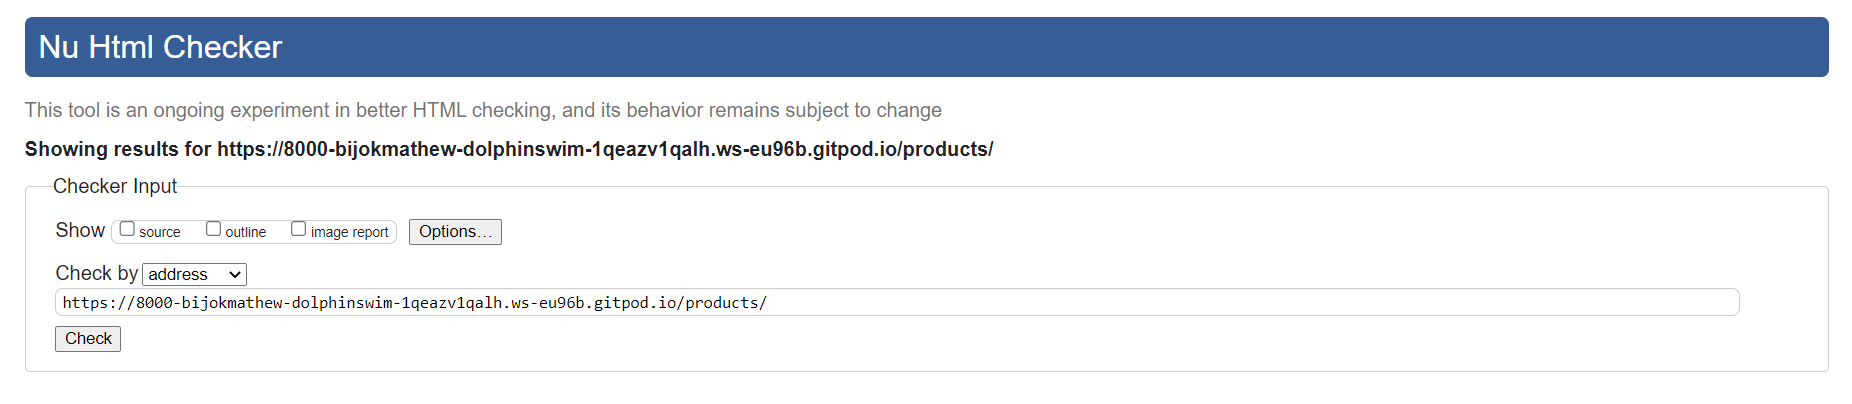 Nu Html Checker
This tool is an ongoing experiment in better HTML checking, and its behavior remains subject to change
Showing results for https://8000-bijokmathew-dolphinswim-1qeazv1qalh.ws-eu96b.gitpod.io/products/
Checker Input
Show source outline image report Options...
Check by address
https://8000-bijokmathew-dolphinswim-1qeazv1qalh.ws-eu96b.gitpod.io/products/
Check